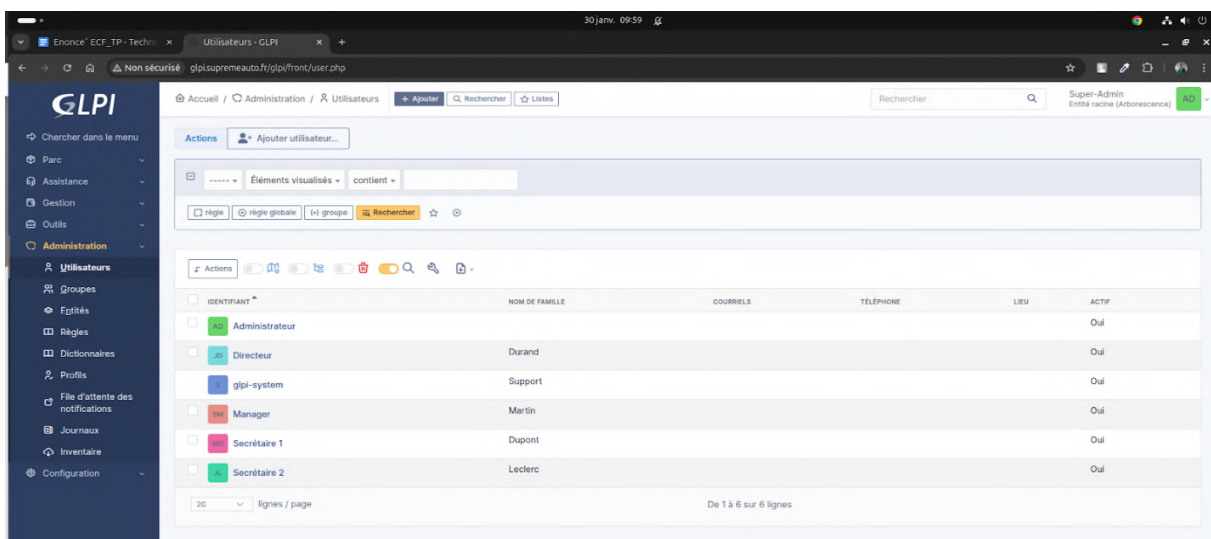 30 janv. 09:59
Enonce´ ECF_TP - Techni
Utilisateurs - GLPI
Non sécurisé glpi.supremeauto.fr/glpi/front/user.php
GLPI
Accueil / Administration / Utilisateurs
+ Ajouter
Rechercher
Listes
Rechercher
Super-Admin
Entité racine (Arborescence)
AD
Chercher dans le menu
Parc
Assistance
Gestion
Outils
Administration
Utilisateurs
Groupes
Entités
Règles
Dictionnaires
Profils
File d'attente des
notifications
Journaux
Inventaire
Configuration
Actions
Ajouter utilisateur...
----- Éléments visualisés contient
règle
règle globale
(+) groupe
Rechercher
Actions
IDENTIFIANT NOM DE FAMILLE COURRIELS TÉLÉPHONE LIEU ACTIF
AD Administrateur Oui
JD Directeur Durand Oui
S glpi-system Support Oui
SM Manager Martin Oui
MD Secrétaire 1 Dupont Oui
JL Secrétaire 2 Leclerc Oui
20 lignes / page
De 1 à 6 sur 6 lignes